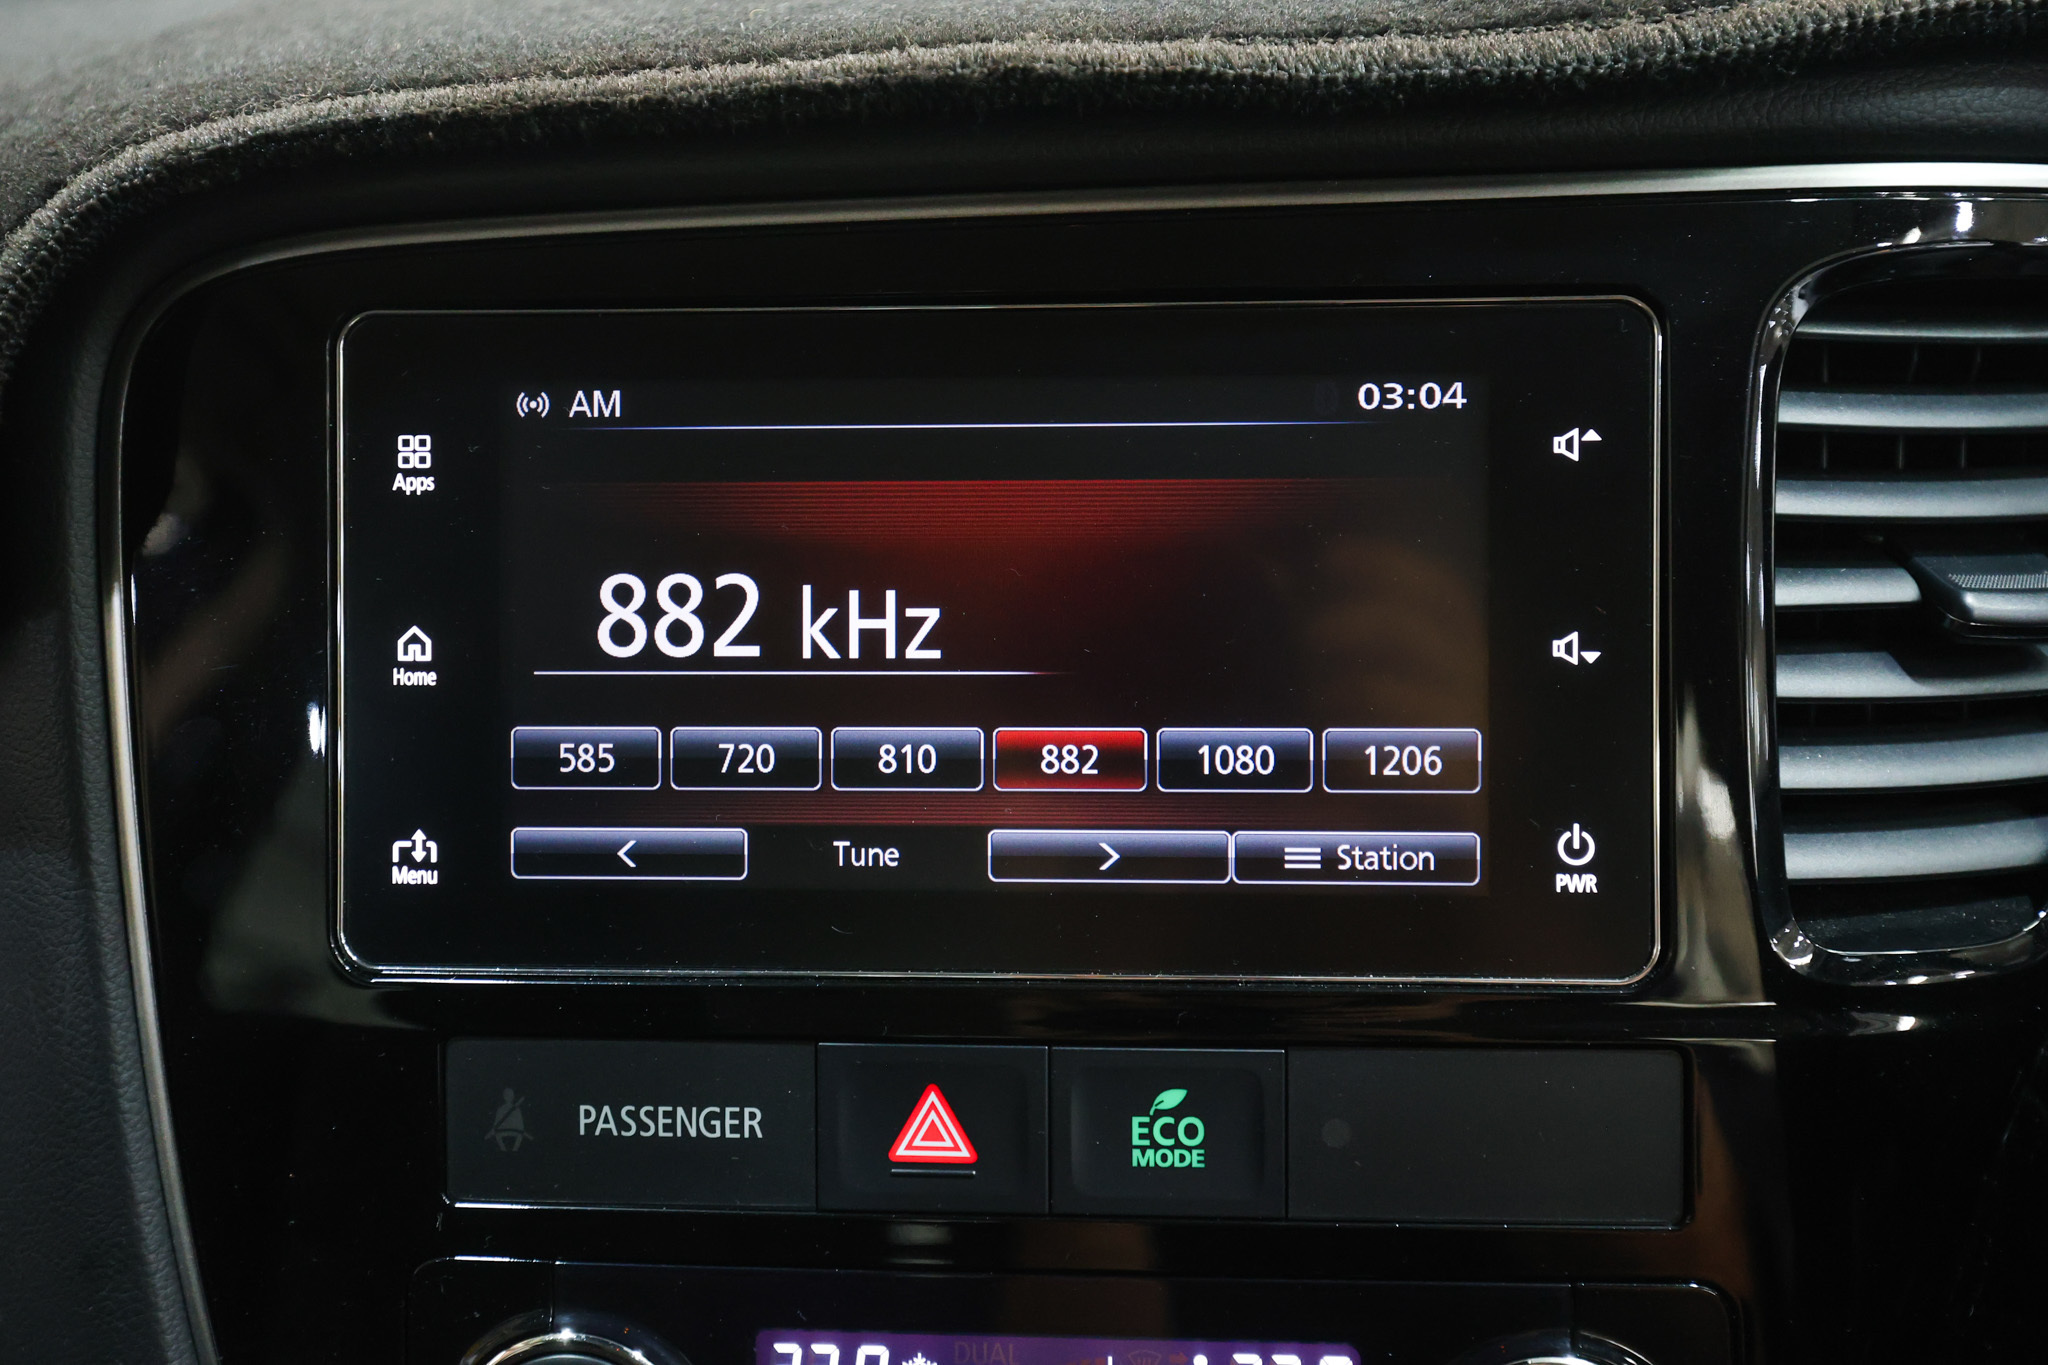 AM 03:04
Apps
882 kHz
Home
585 720 810 882 1080 1206
< Tune > Station
Menu
PWR
PASSENGER
ECO
MODE
DUAL